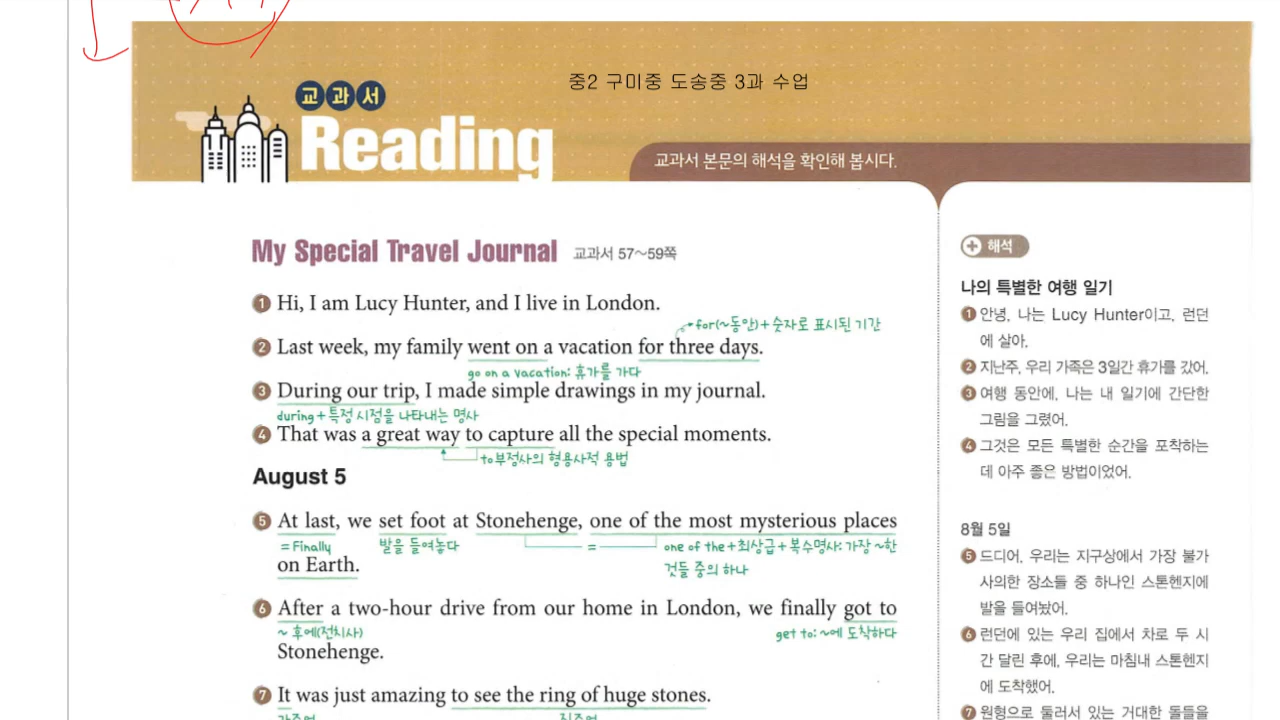 중2 구미중 도송중 3과 수업
교과서
Reading
교과서 본문의 해석을 확인해 봅시다.
My Special Travel Journal 교과서 57~59쪽
1 Hi, I am Lucy Hunter, and I live in London.
for(~동안)+숫자로 표시된 기간
2 Last week, my family went on a vacation for three days.
go on a vacation: 휴가를 가다
3 During our trip, I made simple drawings in my journal.
during+특정 시점을 나타내는 명사
4 That was a great way to capture all the special moments.
to부정사의 형용사적 용법
August 5
5 At last, we set foot at Stonehenge, one of the most mysterious places
=Finally 발을 들여놓다 = one of the+최상급+복수명사: 가장 ~한
on Earth. 것들 중의 하나
6 After a two-hour drive from our home in London, we finally got to
~ 후에(전치사) get to: ~에 도착하다
Stonehenge.
7 It was just amazing to see the ring of huge stones.
해석
나의 특별한 여행 일기
1 안녕, 나는 Lucy Hunter이고, 런던
에 살아.
2 지난주, 우리 가족은 3일간 휴가를 갔어.
3 여행 동안에, 나는 내 일기에 간단한
그림을 그렸어.
4 그것은 모든 특별한 순간을 포착하는
데 아주 좋은 방법이었어.
8월 5일
5 드디어, 우리는 지구상에서 가장 불가
사의한 장소들 중 하나인 스톤헨지에
발을 들여놨어.
6 런던에 있는 우리 집에서 차로 두 시
간 달린 후에, 우리는 마침내 스톤헨지
에 도착했어.
7 원형으로 둘러서 있는 거대한 돌들을